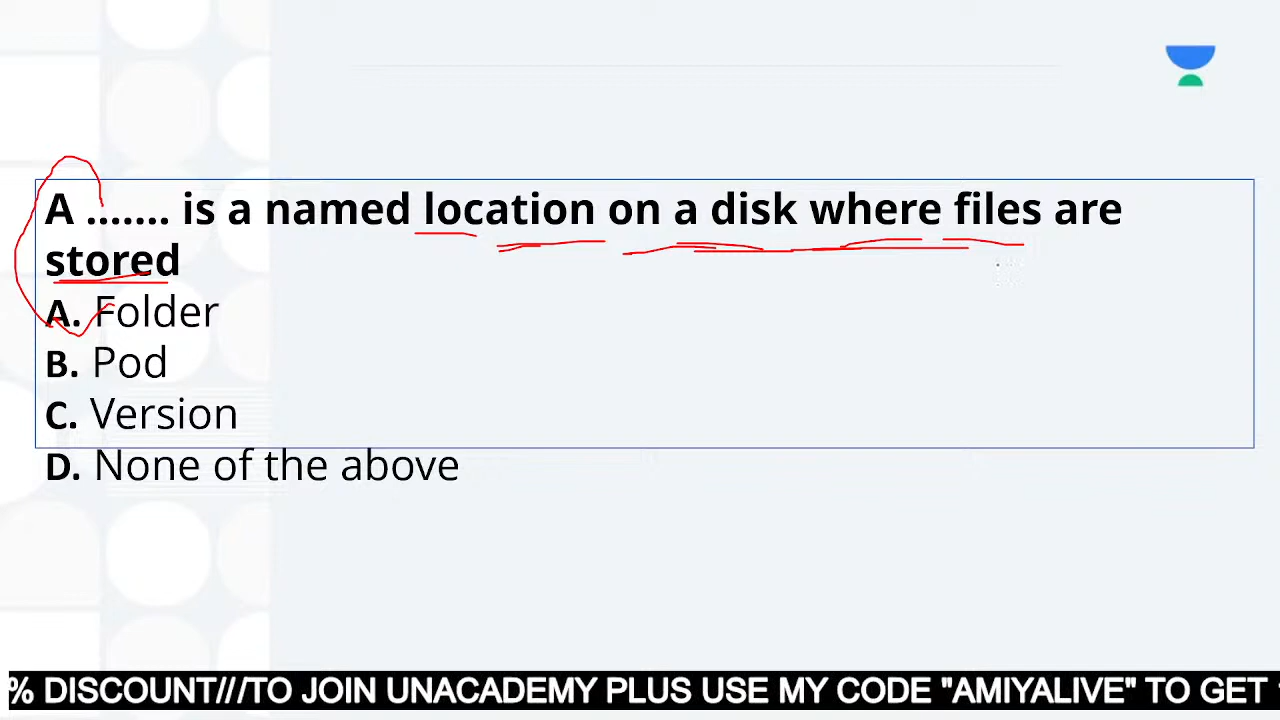 A ....... is a named location on a disk where files are
stored
A. Folder
B. Pod
C. Version
D. None of the above
% DISCOUNT///TO JOIN UNACADEMY PLUS USE MY CODE "AMIYALIVE" TO GET